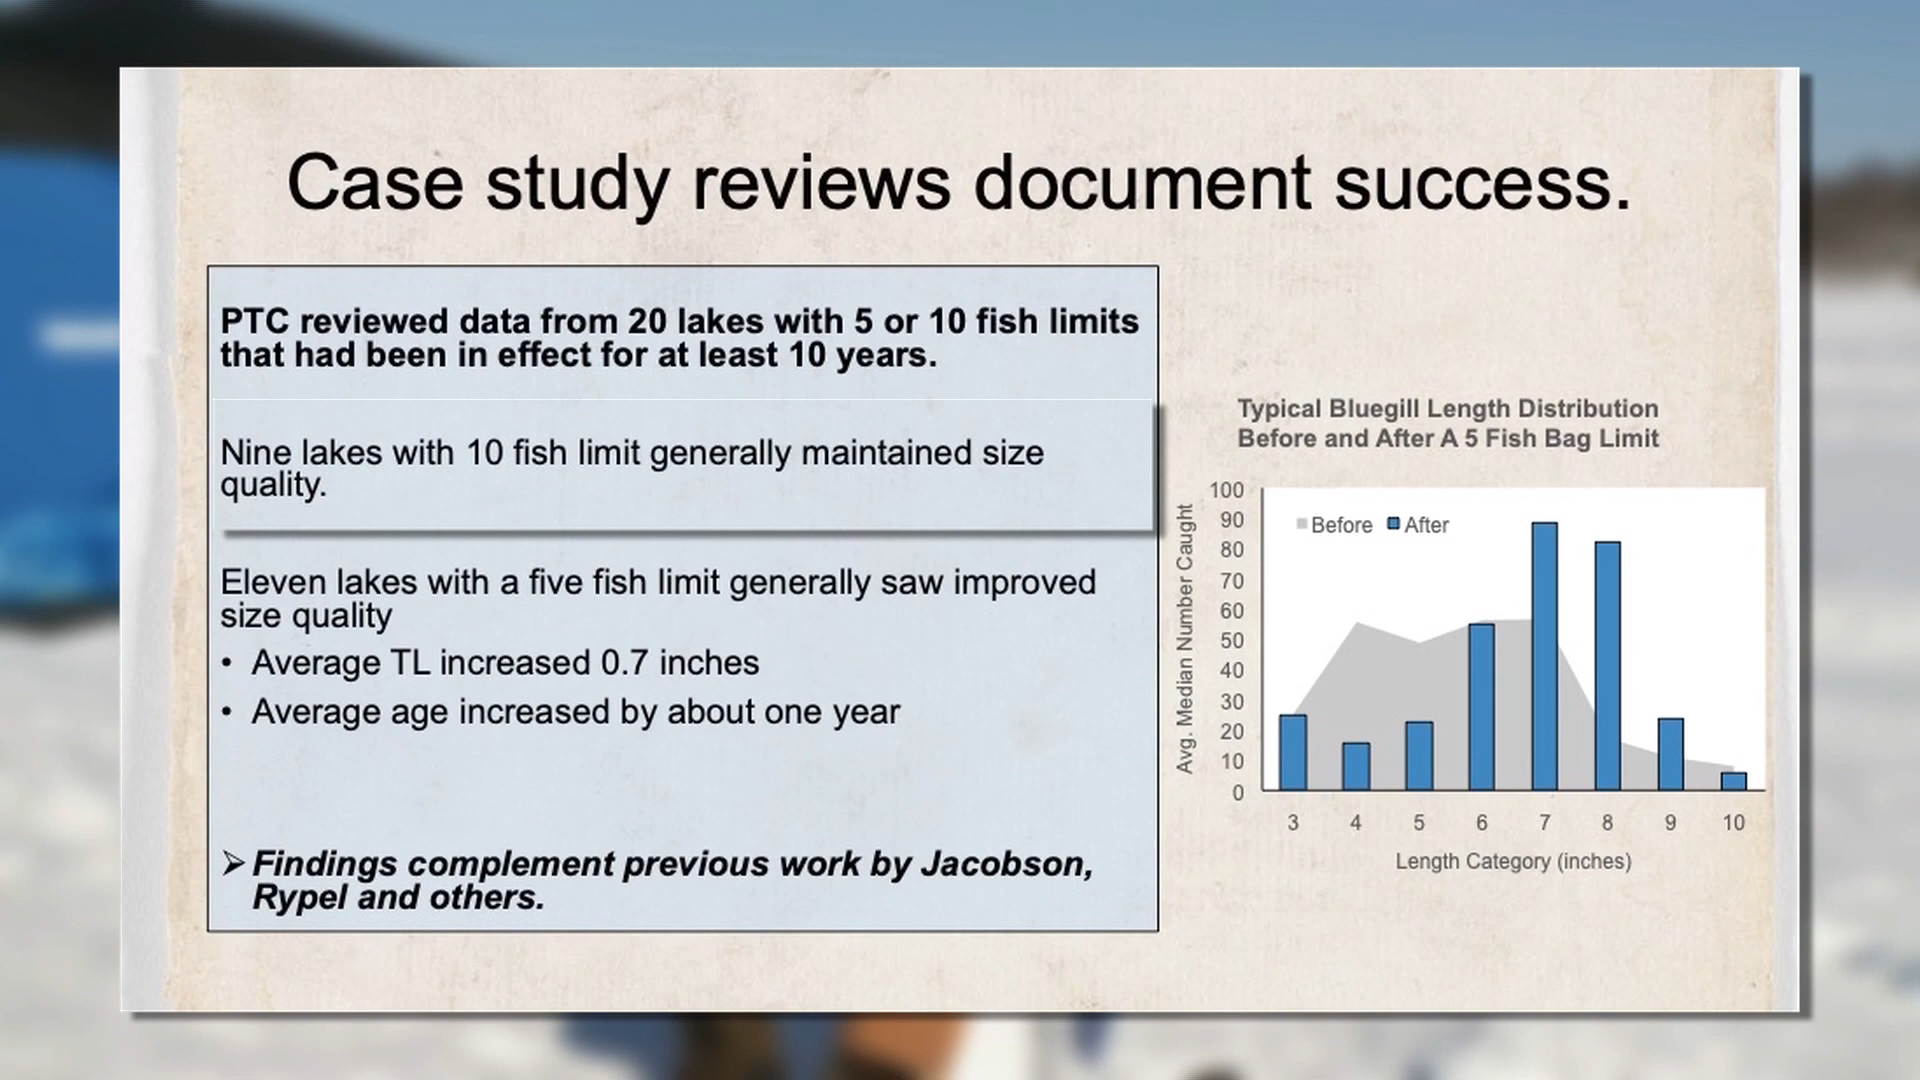 Case study reviews document success.
PTC reviewed data from 20 lakes with 5 or 10 fish limits
that had been in effect for at least 10 years.
Nine lakes with 10 fish limit generally maintained size
quality.
Eleven lakes with a five fish limit generally saw improved
size quality
• Average TL increased 0.7 inches
• Average age increased by about one year
➢ Findings complement previous work by Jacobson,
Rypel and others.
Typical Bluegill Length Distribution
Before and After A 5 Fish Bag Limit
Avg. Median Number Caught
100
90
80
70
60
50
40
30
20
10
0
Before After
3 4 5 6 7 8 9 10
Length Category (inches)